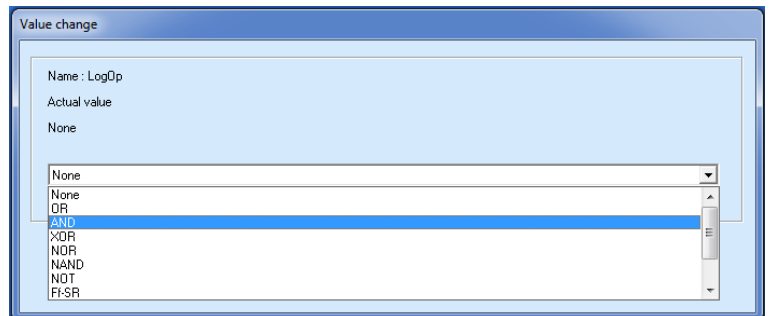 Value change
Name : LogOp
Actual value
None
None
None
OR
AND
XOR
NOR
NAND
NOT
Ff-SR